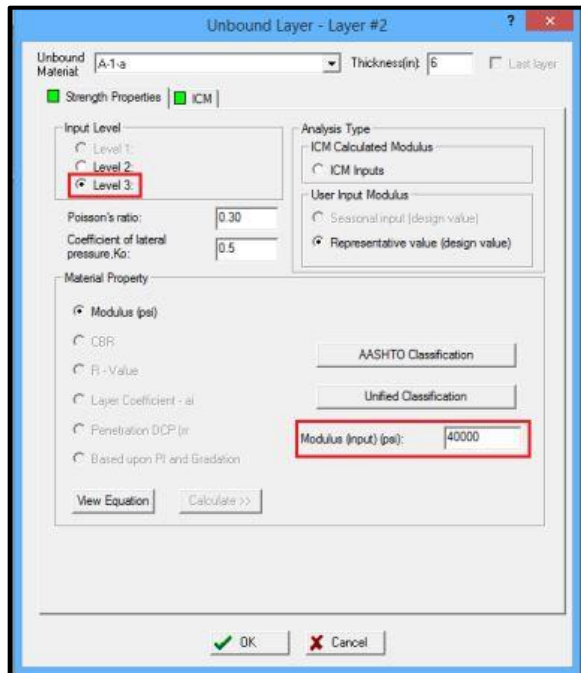 Unbound Layer - Layer #2
? ×
Unbound Material: A-1-a Thickness(in): 6 Last layer
Strength Properties ICM
Input Level
Level 1:
Level 2:
Level 3:
Poisson's ratio: 0.30
Coefficient of lateral pressure,Ko: 0.5
Analysis Type
ICM Calculated Modulus
ICM Inputs
User Input Modulus
Seasonal input (design value)
Representative value (design value)
Material Property
Modulus (psi)
CBR
R - Value
Layer Coefficient - ai
Penetration DCP (
Based upon PI and Gradation
AASHTO Classification
Unified Classification
Modulus (input) (psi): 40000
View Equation Calculate >>
OK Cancel